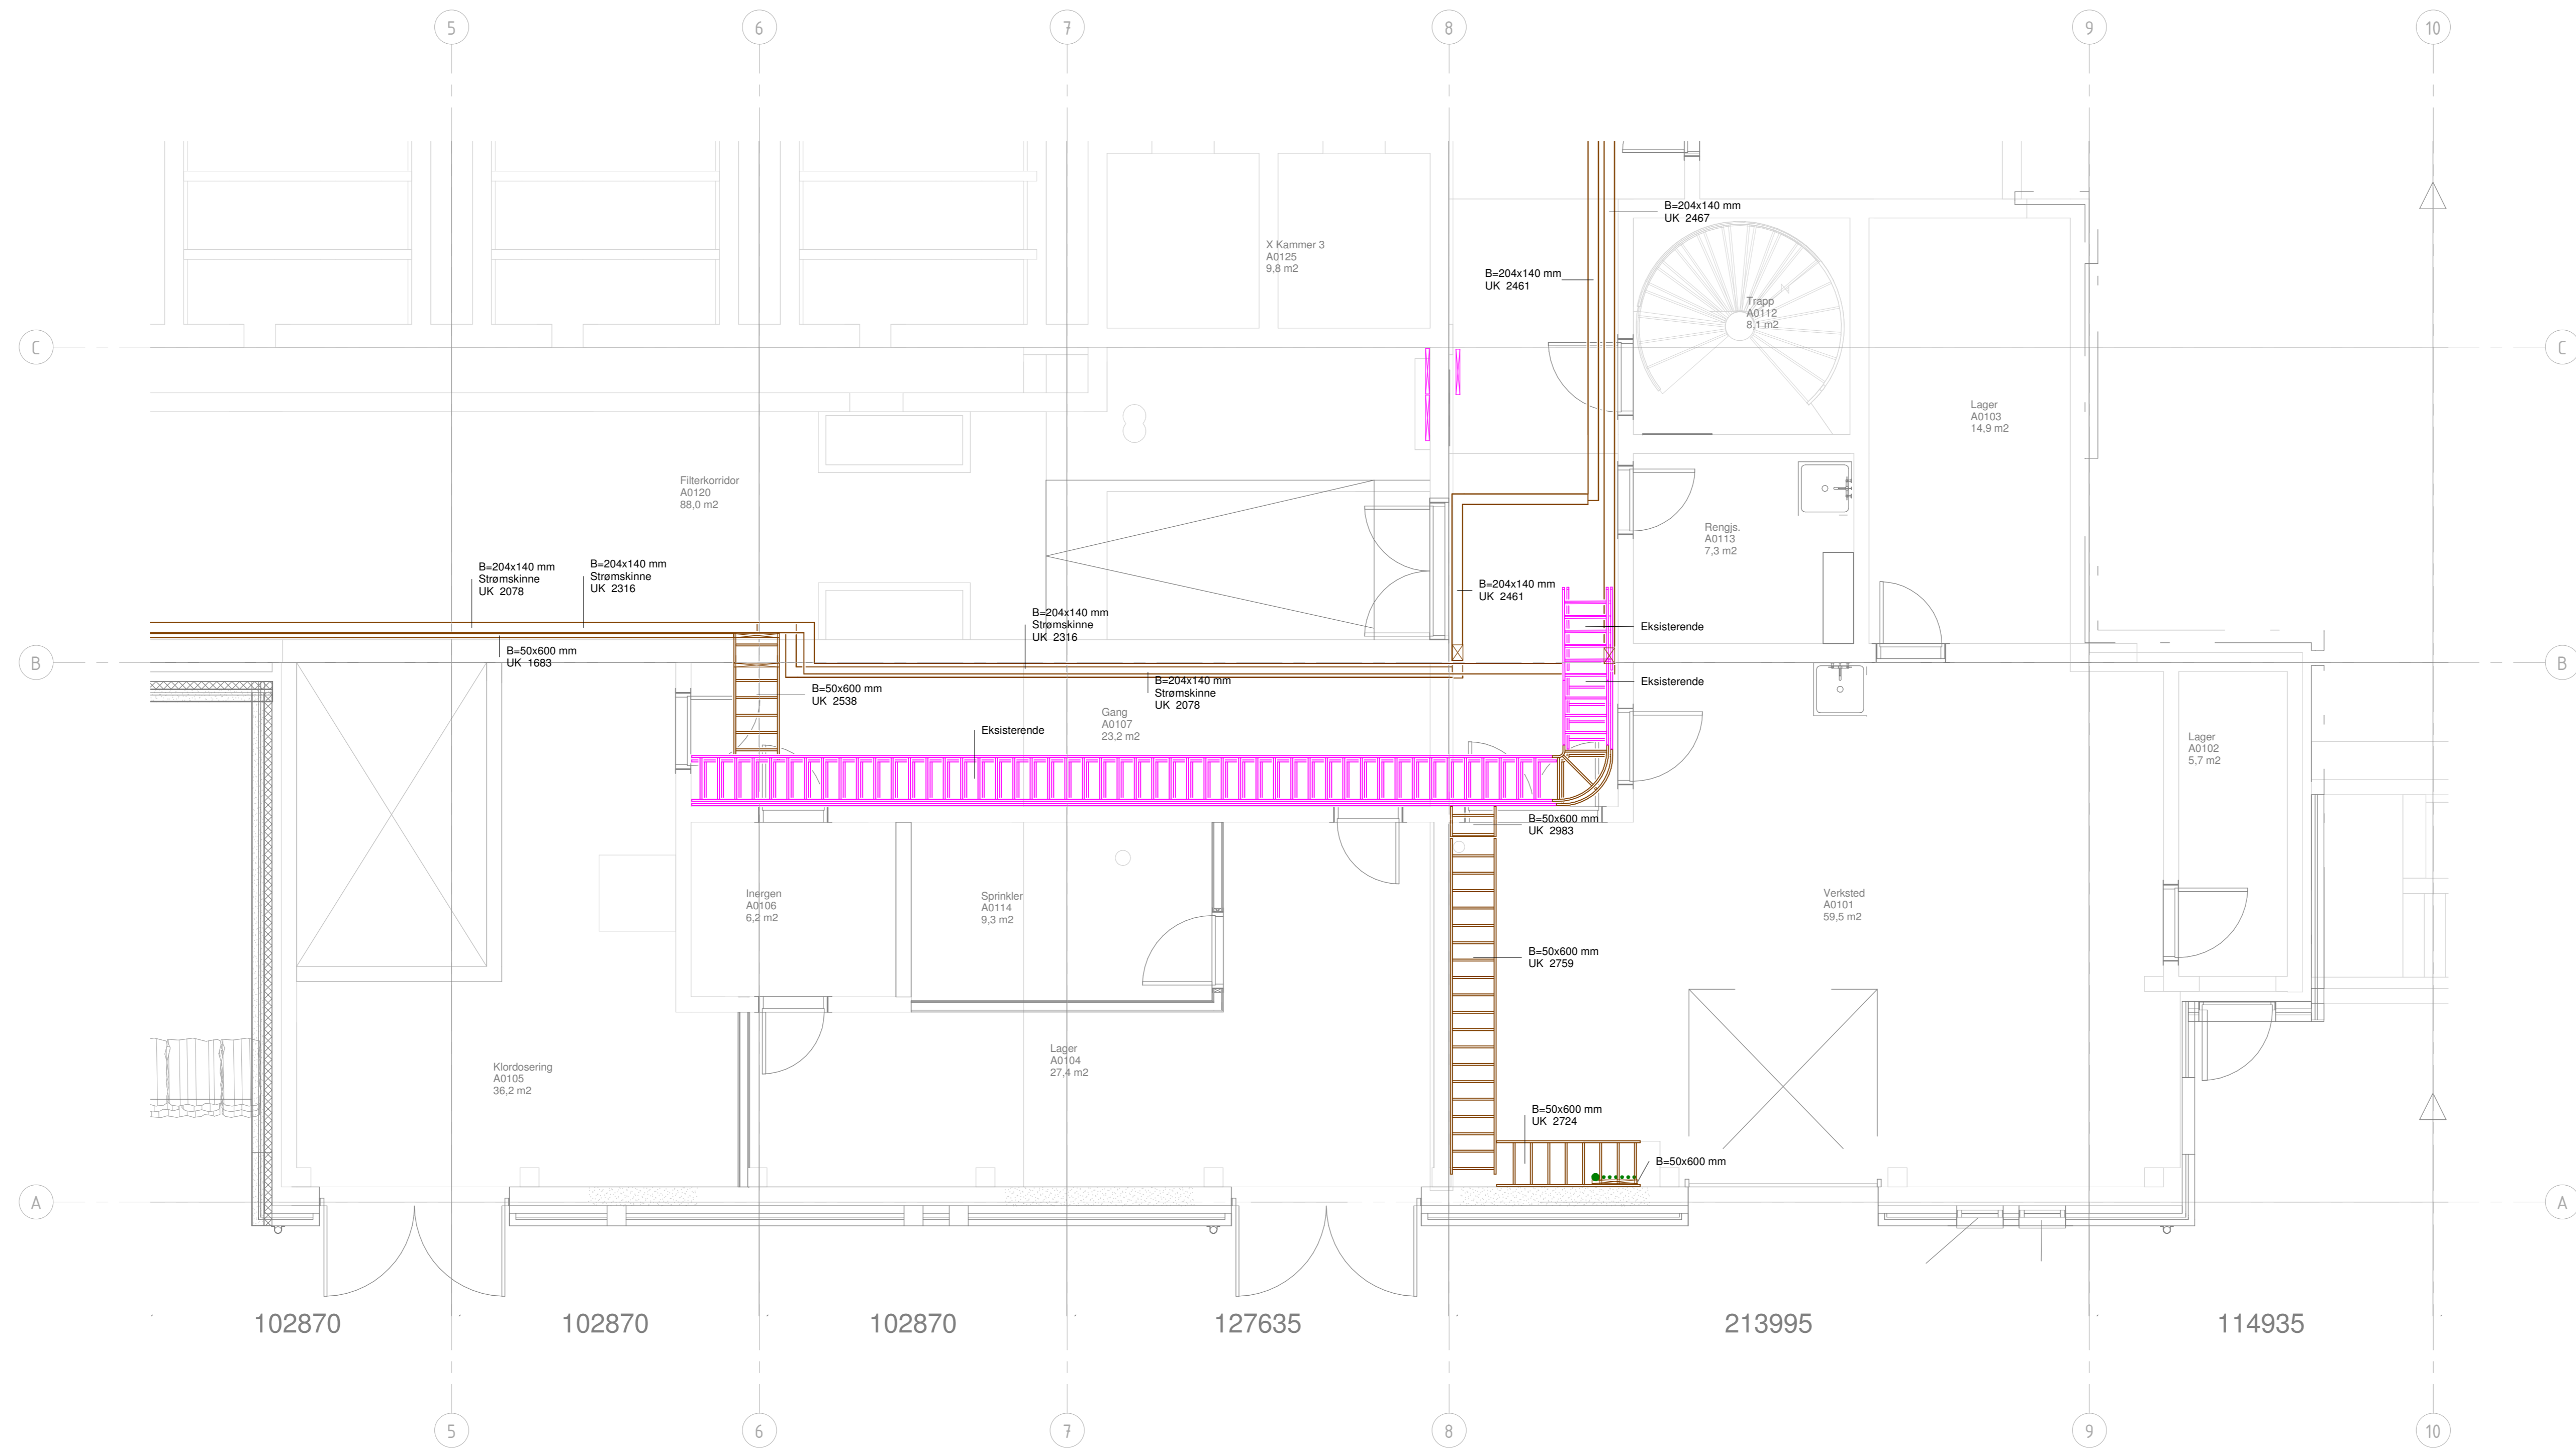 5
6
7
8
9
10
B=204x140 mm
UK 2467
X Kammer 3
A0125
9,8 m2
B=204x140 mm
UK 2461
Trapp
A0112
8,1 m2
C
C
Lager
A0103
14,9 m2
Filterkorridor
A0120
88,0 m2
Rengjs.
A0113
7,3 m2
B=204x140 mm
Strømskinne
UK 2078
B=204x140 mm
Strømskinne
UK 2316
B=204x140 mm
UK 2461
B=204x140 mm
Strømskinne
UK 2316
Eksisterende
B=50x600 mm
UK 1683
B
B
B=50x600 mm
UK 2538
B=204x140 mm
Strømskinne
UK 2078
Eksisterende
Gang
A0107
23,2 m2
Eksisterende
Lager
A0102
5,7 m2
B=50x600 mm
UK 2983
Inergen
A0106
6,2 m2
Sprinkler
A0114
9,3 m2
Verksted
A0101
59,5 m2
B=50x600 mm
UK 2759
Klordosering
A0105
36,2 m2
Lager
A0104
27,4 m2
B=50x600 mm
UK 2724
B=50x600 mm
A
A
102870
102870
102870
127635
213995
114935
5
6
7
8
9
10